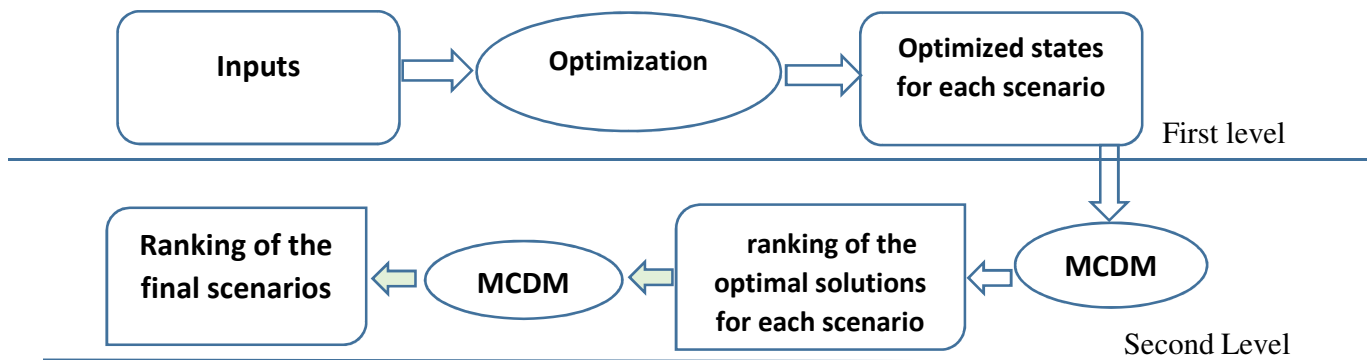 Inputs
Optimization
Optimized states
for each scenario
First level
MCDM
ranking of the
optimal solutions
for each scenario
MCDM
Ranking of the
final scenarios
Second Level